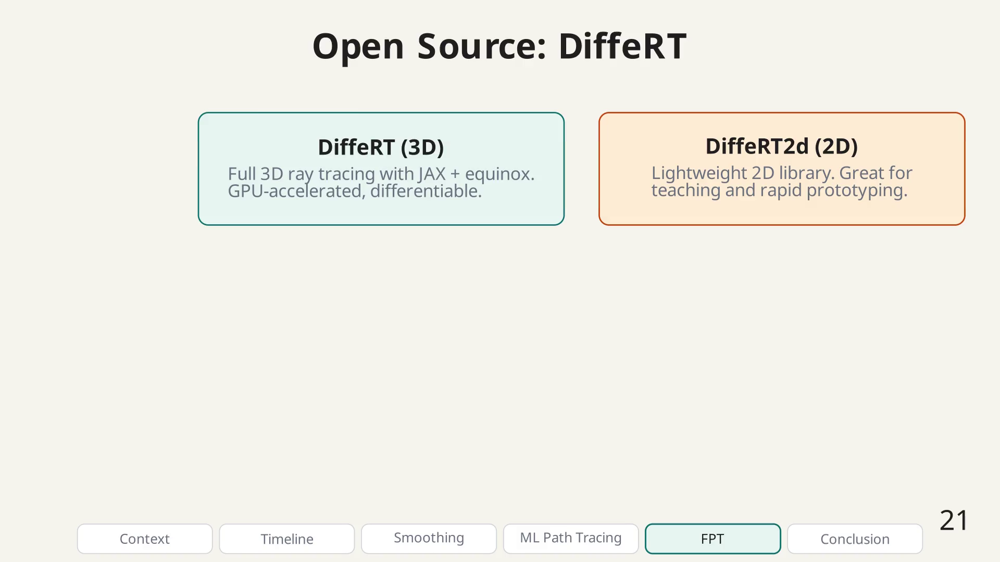 Open Source: DiffeRT
DiffeRT (3D)
Full 3D ray tracing with JAX + equinox.
GPU-accelerated, differentiable.
DiffeRT2d (2D)
Lightweight 2D library. Great for
teaching and rapid prototyping.
Context
Timeline
Smoothing
ML Path Tracing
FPT
Conclusion
21